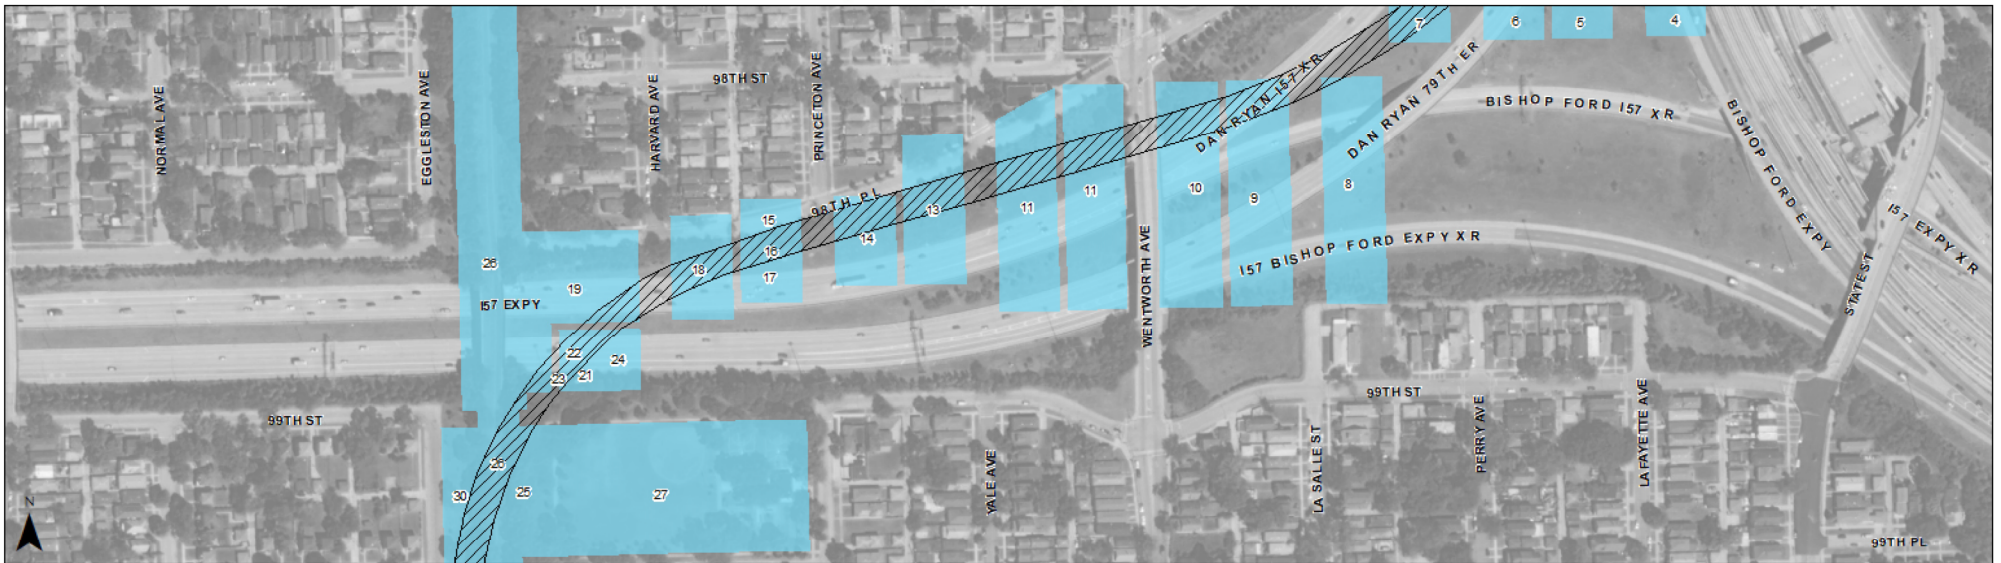 7
6
5
4
98TH ST
NORMAL AVE
EGGLESTON AVE
HARVARD AVE
PRINCETON AVE
DAN RYAN I57 XR
DAN RYAN 79TH ER
BISHOP FORD I57 XR
BISHOP FORD EXPY
I57 EXPY XR
98TH PL
15
16
17
14
13
11
11
10
9
8
26
19
18
I57 EXPY
I57 BISHOP FORD EXPY XR
WENTWORTH AVE
STATE ST
22
24
23
21
99TH ST
99TH ST
26
30
25
27
YALE AVE
LA SALLE ST
PERRY AVE
LAFAYETTE AVE
99TH PL
N